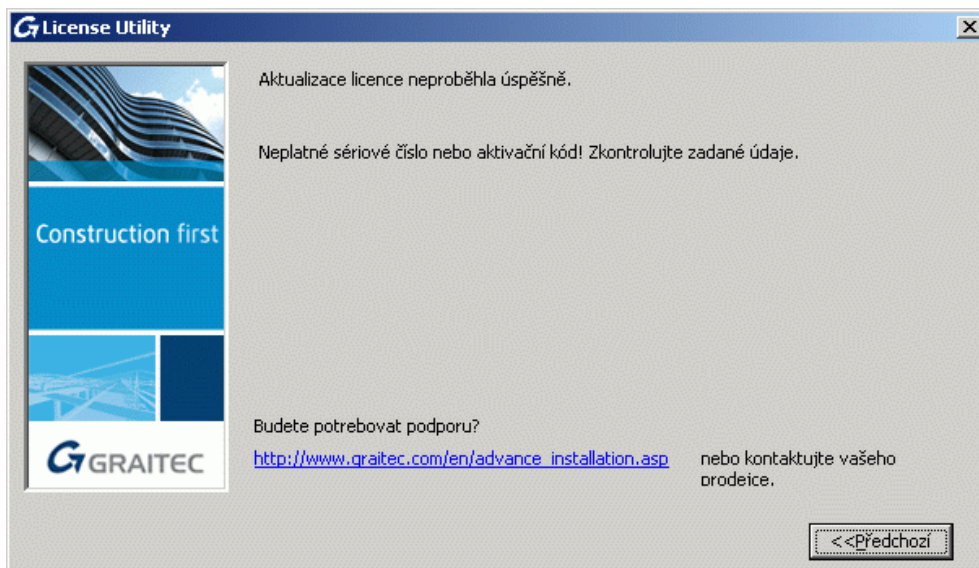 License Utility
Aktualizace licence neproběhla úspěšně.
Neplatné sériové číslo nebo aktivační kód! Zkontrolujte zadané údaje.
Construction first
GRAITEC
Budete potrebovat podporu?
http://www.graitec.com/en/advance_installation.asp nebo kontaktujte vašeho
prodejce.
<<Předchozí